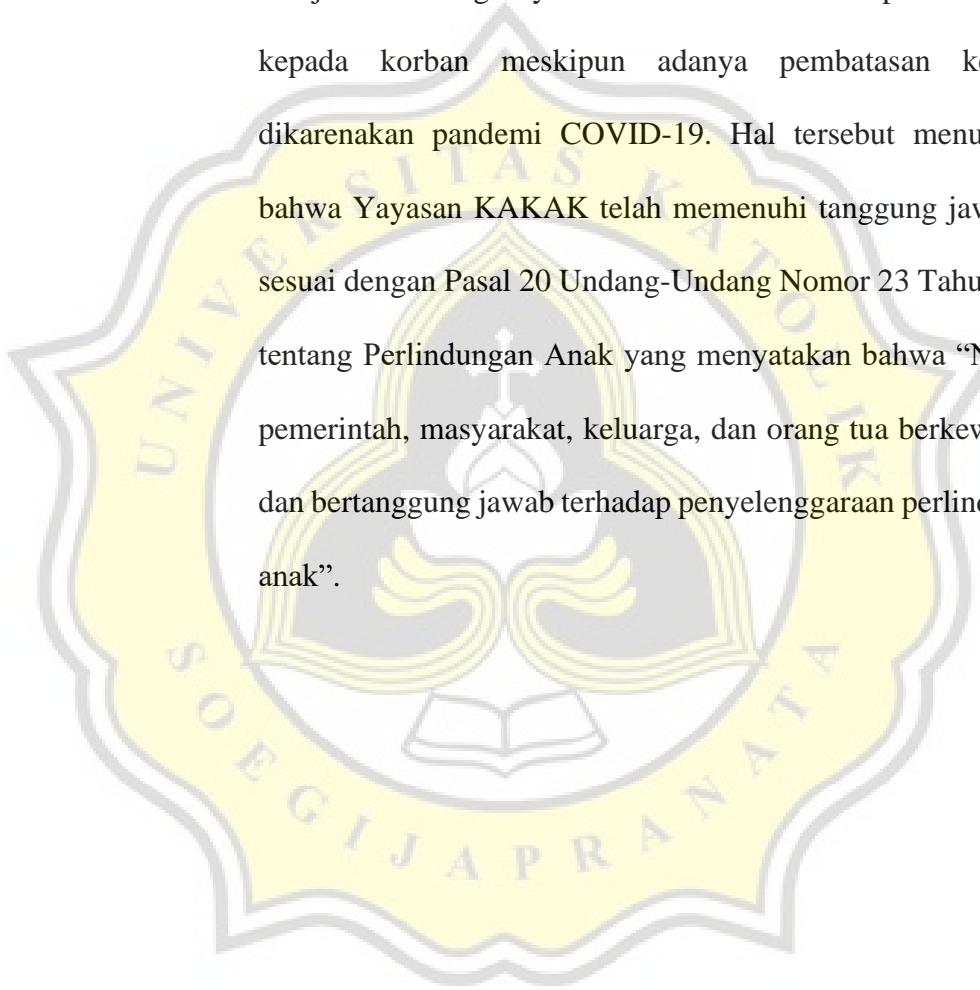 kepada korban meskipun adanya pembatasan
dikarenakan pandemi COVID-19. Hal tersebut
bahwa Yayasan KAKAK telah memenuhi tanggung
sesuai dengan Pasal 20 Undang-Undang Nomor 23
tentang Perlindungan Anak yang menyatakan bahwa
pemerintah, masyarakat, keluarga, dan orang tua
dan bertanggung jawab terhadap penyelenggaraan
anak”.
UNIVERSITAS KATOLIK
SOEGIJAPRANATA